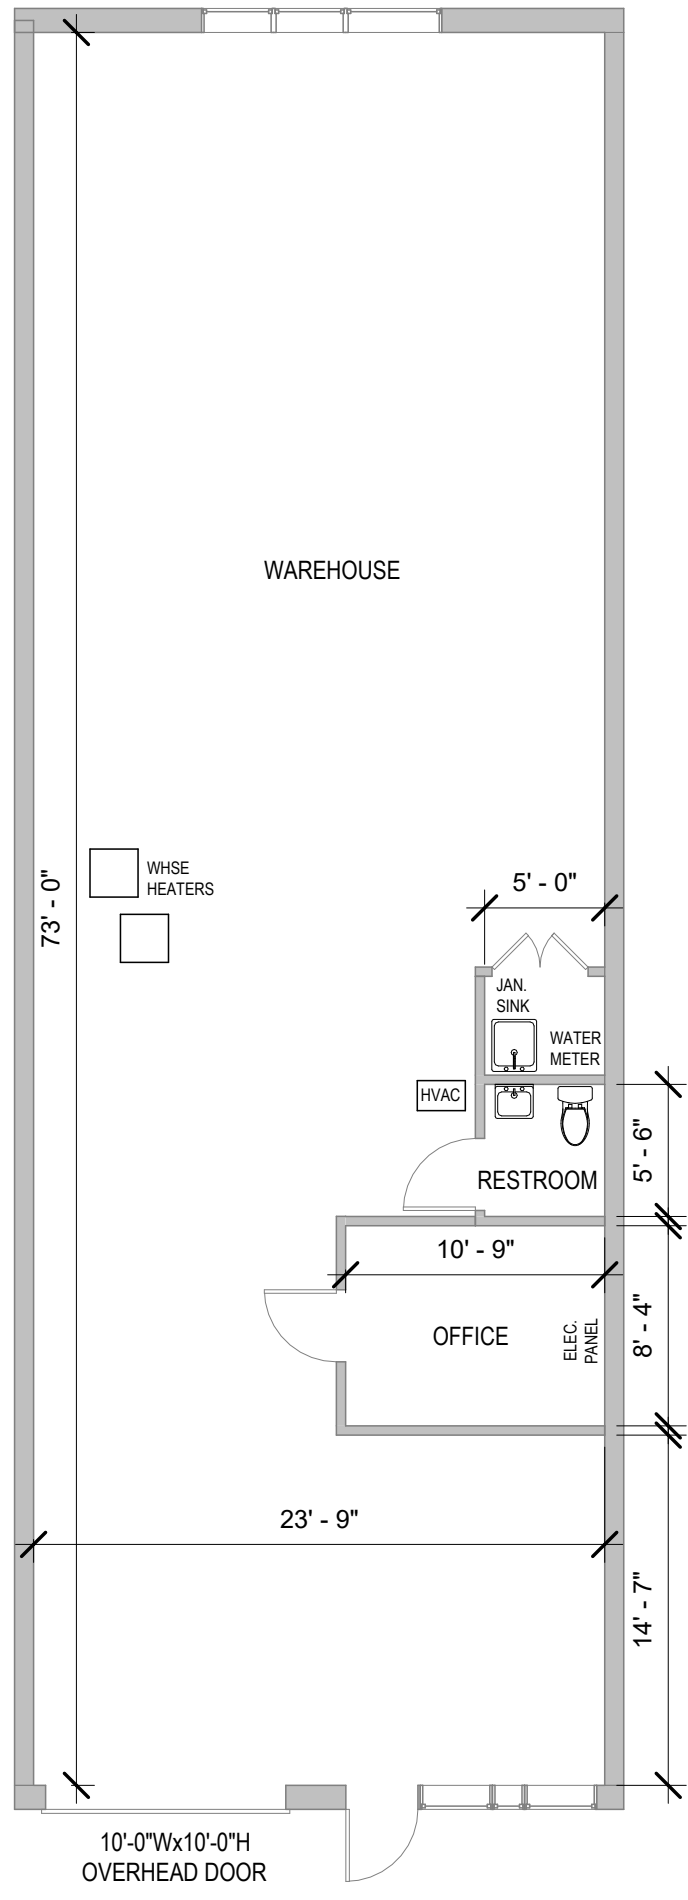 WAREHOUSE
73' - 0"
WHSE
HEATERS
5' - 0"
JAN.
SINK
WATER
METER
HVAC
5' - 6"
RESTROOM
10' - 9"
OFFICE
ELEC.
PANEL
8' - 4"
23' - 9"
14' - 7"
10'-0"Wx10'-0"H
OVERHEAD DOOR